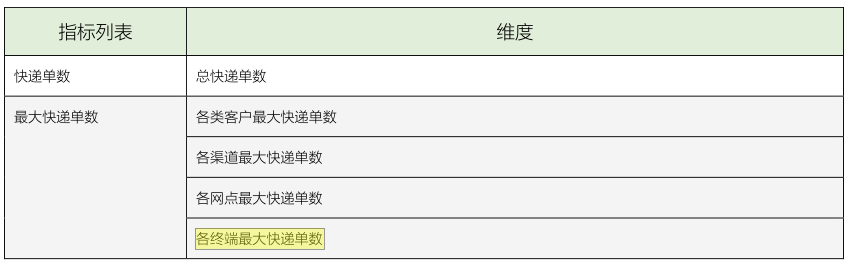 指标列表
维度
快递单数
总快递单数
最大快递单数
各类客户最大快递单数
各渠道最大快递单数
各网点最大快递单数
各终端最大快递单数